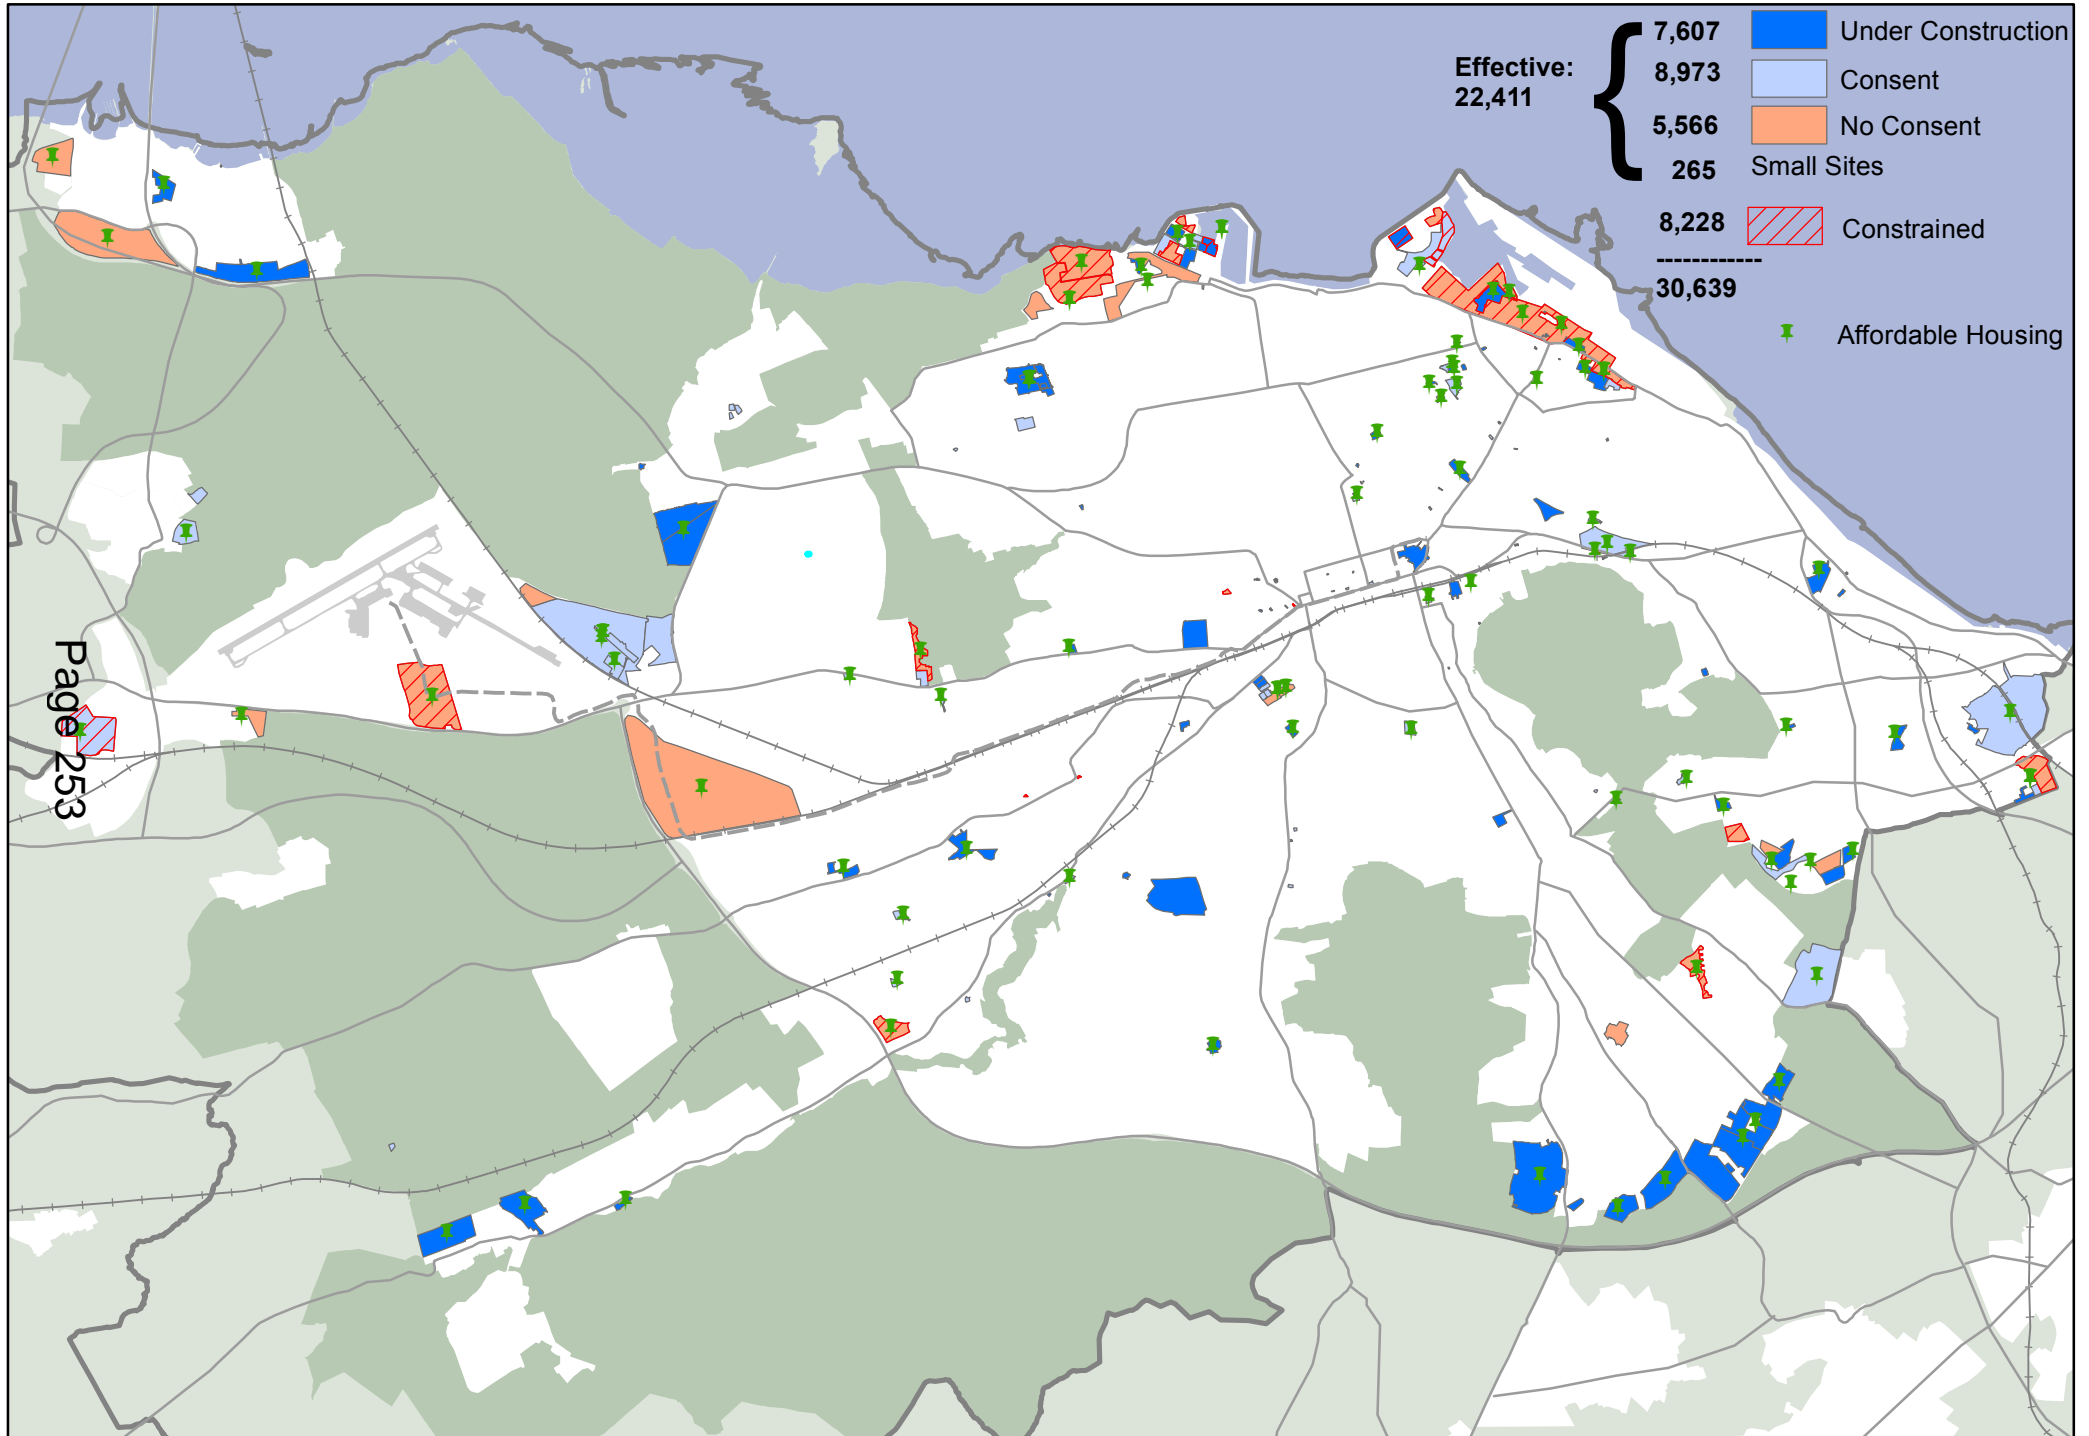 7,607 Under Construction
Effective:
22,411
8,973 Consent
5,566 No Consent
265 Small Sites
8,228 Constrained
------------
30,639
Affordable Housing
Page 253